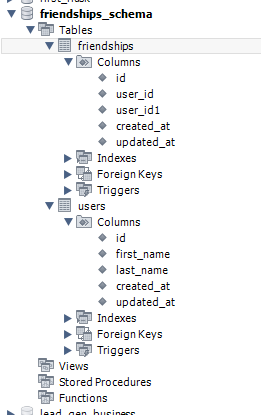 friendships_schema
Tables
friendships
Columns
id
user_id
user_id1
created_at
updated_at
Indexes
Foreign Keys
Triggers
users
Columns
id
first_name
last_name
created_at
updated_at
Indexes
Foreign Keys
Triggers
Views
Stored Procedures
Functions
lead_gen_business